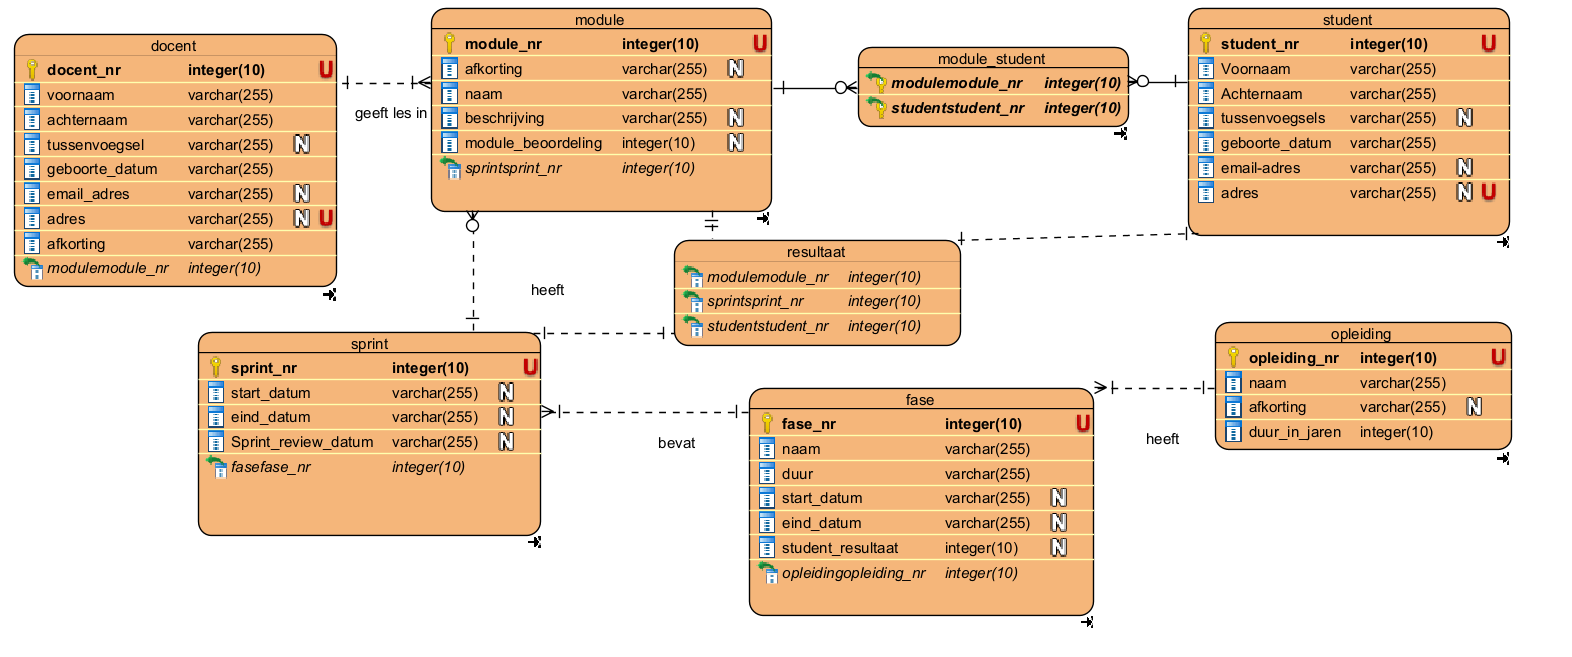 docent
docent_nr integer(10) U
voornaam varchar(255)
achternaam varchar(255)
tussenvoegsel varchar(255) N
geboorte_datum varchar(255)
email_adres varchar(255) N
adres varchar(255) N U
afkorting varchar(255)
modulemodule_nr integer(10)
geeft les in
module
module_nr integer(10) U
afkorting varchar(255) N
naam varchar(255)
beschrijving varchar(255) N
module_beoordeling integer(10) N
sprintsprint_nr integer(10)
module_student
modulemodule_nr integer(10)
studentstudent_nr integer(10)
student
student_nr integer(10) U
Voornaam varchar(255)
Achternaam varchar(255)
tussenvoegsels varchar(255) N
geboorte_datum varchar(255)
email-adres varchar(255) N
adres varchar(255) N U
resultaat
modulemodule_nr integer(10)
sprintsprint_nr integer(10)
studentstudent_nr integer(10)
heeft
sprint
sprint_nr integer(10) U
start_datum varchar(255) N
eind_datum varchar(255) N
Sprint_review_datum varchar(255) N
fasefase_nr integer(10)
bevat
fase
fase_nr integer(10) U
naam varchar(255)
duur varchar(255)
start_datum varchar(255) N
eind_datum varchar(255) N
student_resultaat integer(10) N
opleidingopleiding_nr integer(10)
heeft
opleiding
opleiding_nr integer(10) U
naam varchar(255)
afkorting varchar(255) N
duur_in_jaren integer(10)